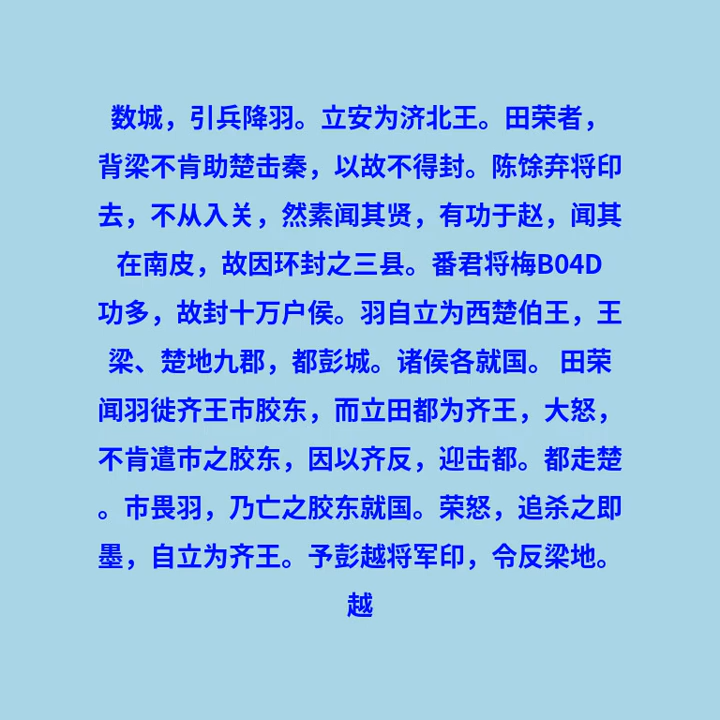 数城，引兵降羽。立安为济北王。田荣者，
背梁不肯助楚击秦，以故不得封。陈馀弃将印
去，不从入关，然素闻其贤，有功于赵，闻其
在南皮，故因环封之三县。番君将梅B04D
功多，故封十万户侯。羽自立为西楚伯王，王
梁、楚地九郡，都彭城。诸侯各就国。 田荣
闻羽徙齐王巿胶东，而立田都为齐王，大怒，
不肯遣巿之胶东，因以齐反，迎击都。都走楚
。巿畏羽，乃亡之胶东就国。荣怒，追杀之即
墨，自立为齐王。予彭越将军印，令反梁地。
越